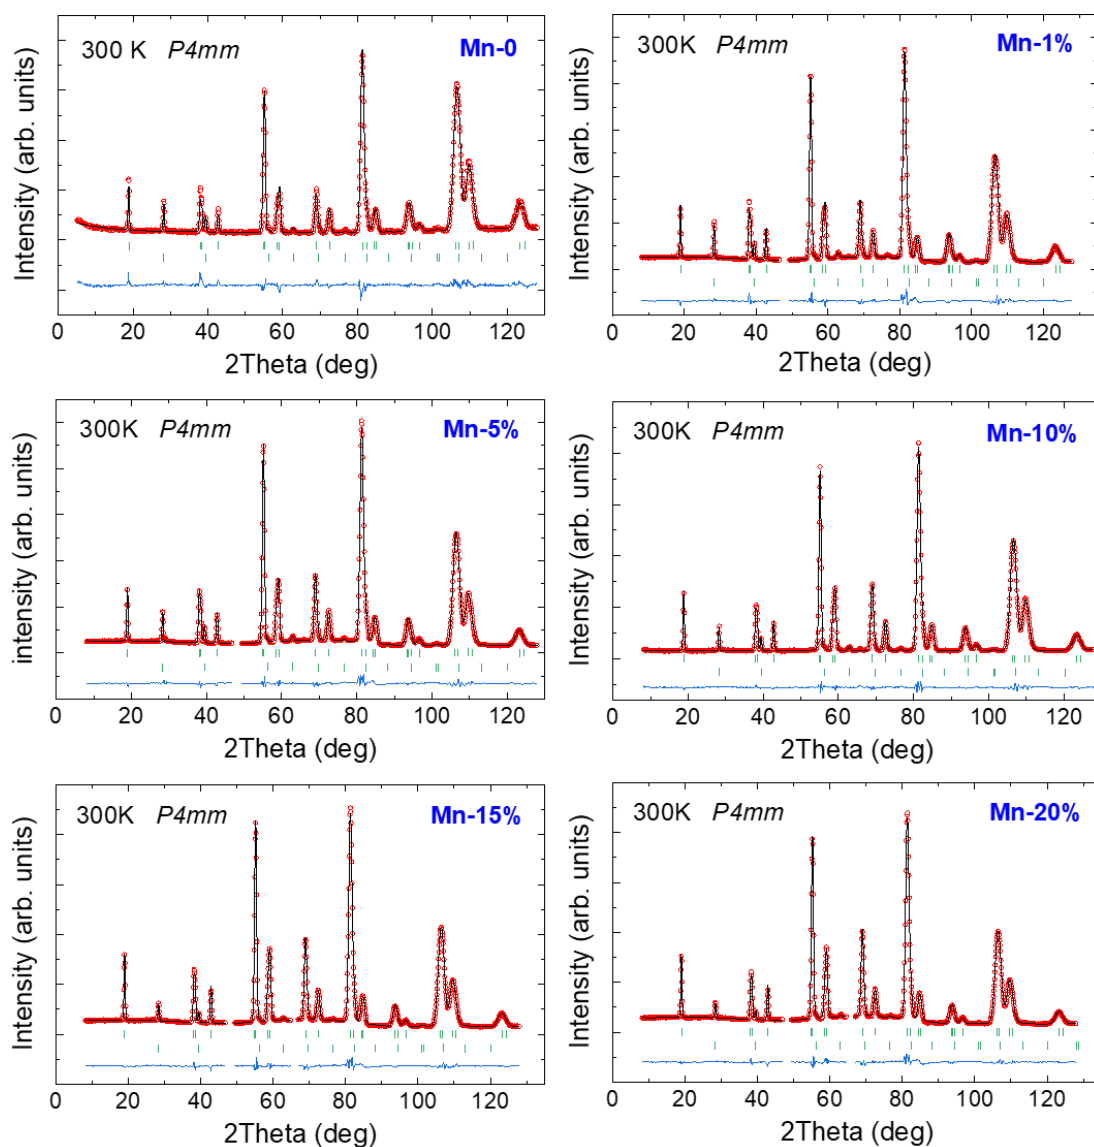 300 K P4mm Mn-0
Intensity (arb. units)
0 20 40 60 80 100 120
2Theta (deg)
300K P4mm Mn-1%
Intensity (arb. units)
0 20 40 60 80 100 120
2Theta (deg)
300K P4mm Mn-5%
intensity (arb. units)
0 20 40 60 80 100 120
2Theta (deg)
300K P4mm Mn-10%
Intensity (arb. units)
0 20 40 60 80 100 120
2Theta (deg)
300K P4mm Mn-15%
Intensity (arb. units)
0 20 40 60 80 100 120
2Theta (deg)
300K P4mm Mn-20%
Intensity (arb. units)
0 20 40 60 80 100 120
2Theta (deg)